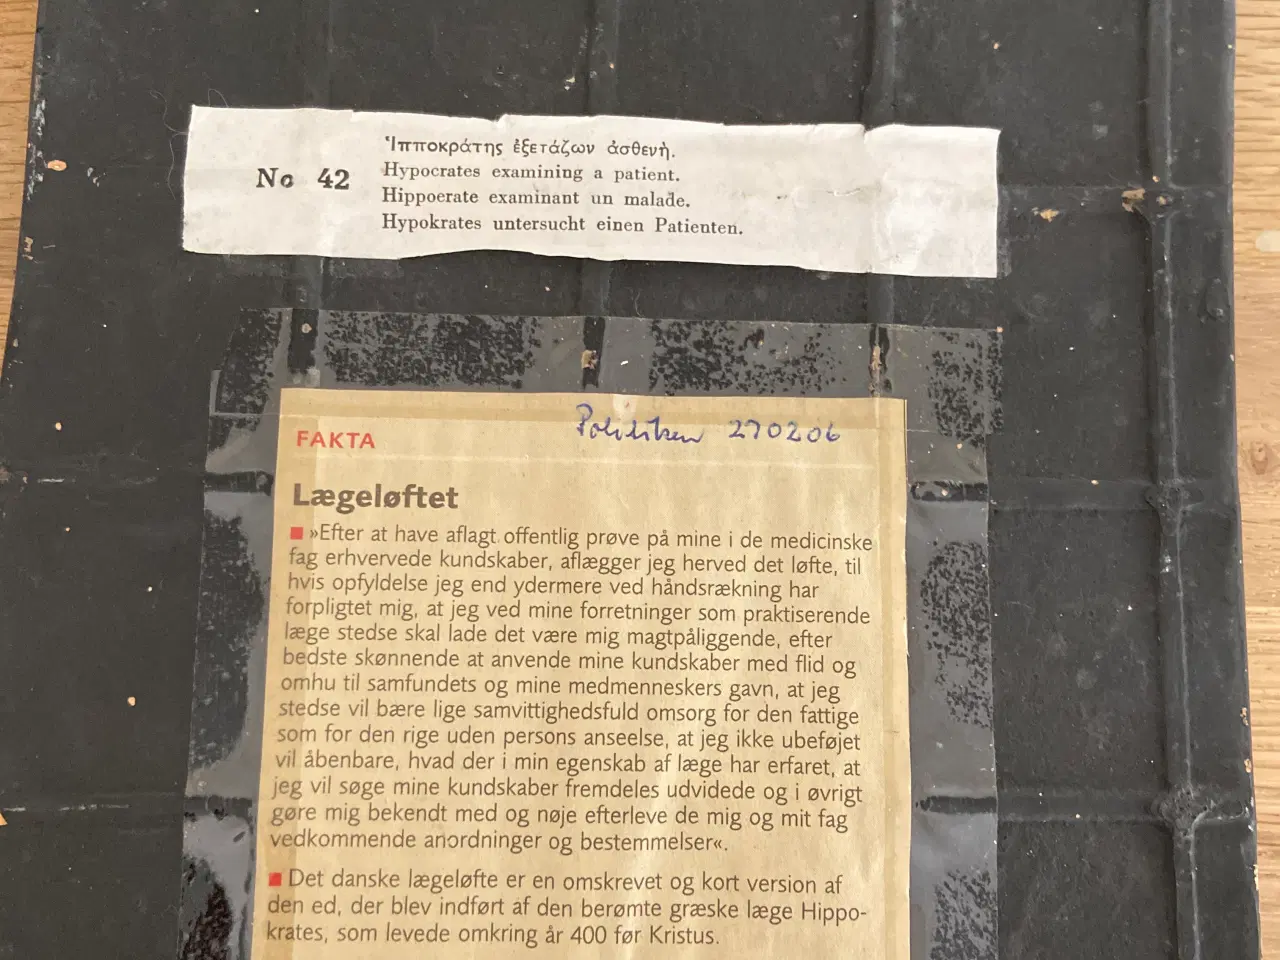 No 42
Ἱπποκράτης ἐξετάζων ἀσθενῆ.
Hypocrates examining a patient.
Hippoerate examinant un malade.
Hypokrates untersucht einen Patienten.
Politiken 270206
FAKTA
Lægeløftet
■ »Efter at have aflagt offentlig prøve på mine i de medicinske
fag erhvervede kundskaber, aflægger jeg herved det løfte, til
hvis opfyldelse jeg end ydermere ved håndsrækning har
forpligtet mig, at jeg ved mine forretninger som praktiserende
læge stedse skal lade det være mig magtpåliggende, efter
bedste skønnende at anvende mine kundskaber med flid og
omhu til samfundets og mine medmenneskers gavn, at jeg
stedse vil bære lige samvittighedsfuld omsorg for den fattige
som for den rige uden persons anseelse, at jeg ikke ubeføjet
vil åbenbare, hvad der i min egenskab af læge har erfaret, at
jeg vil søge mine kundskaber fremdeles udvidede og i øvrigt
gøre mig bekendt med og nøje efterleve de mig og mit fag
vedkommende anordninger og bestemmelser«.
■ Det danske lægeløfte er en omskrevet og kort version af
den ed, der blev indført af den berømte græske læge Hippo-
krates, som levede omkring år 400 før Kristus.